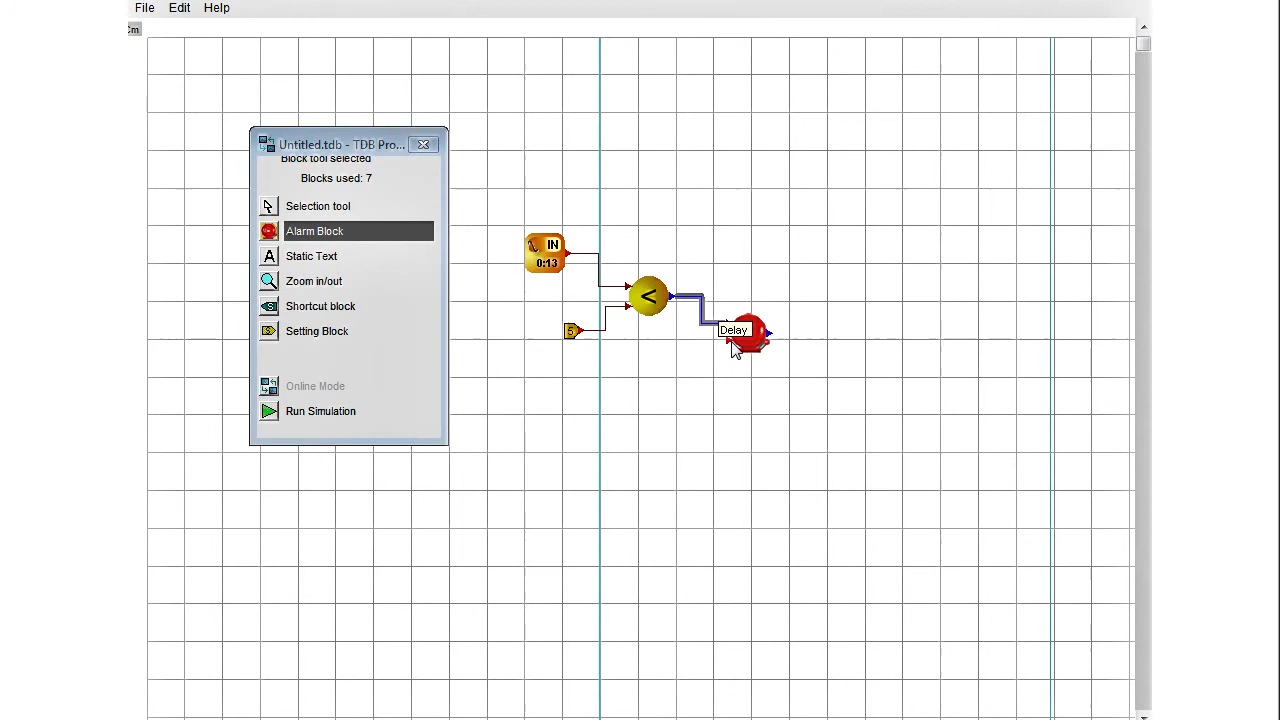 File Edit Help
Cm
Untitled.tdb - TDB Pro...
Block tool selected
Blocks used: 7
Selection tool
Alarm Block
A Static Text
Zoom in/out
S Shortcut block
Setting Block
Online Mode
Run Simulation
IN
0:13
<
5
Delay